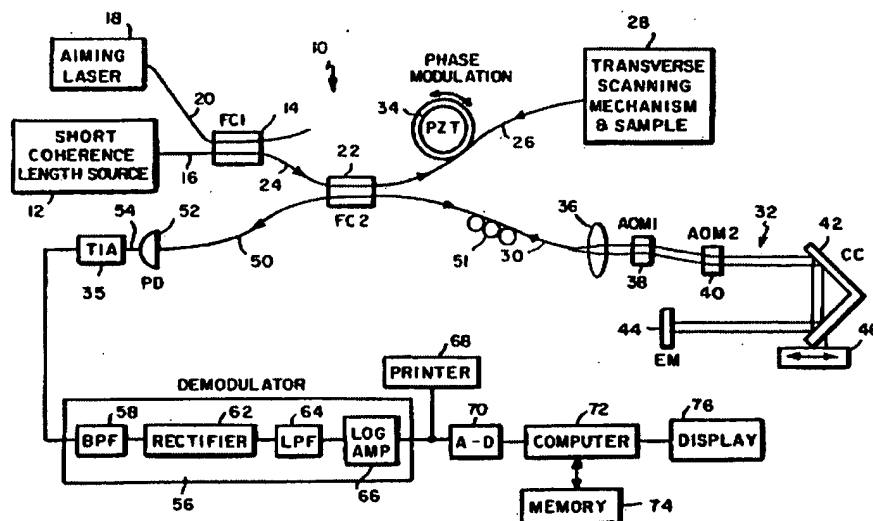 18
AIMING
LASER
20
FC1
14
10
PHASE
MODULATION
34
PZT
26
28
TRANSVERSE
SCANNING
MECHANISM
& SAMPLE
SHORT
COHERENCE
LENGTH SOURCE
12
16
24
22
FC2
54
52
TIA
35
PD
50
51
30
36
AOM1
38
AOM2
40
32
42
CC
44
EM
46
DEMODULATOR
58
BPF
62
RECTIFIER
64
LPF
LOG
AMP
66
56
68
PRINTER
70
A-D
72
COMPUTER
76
DISPLAY
MEMORY
74